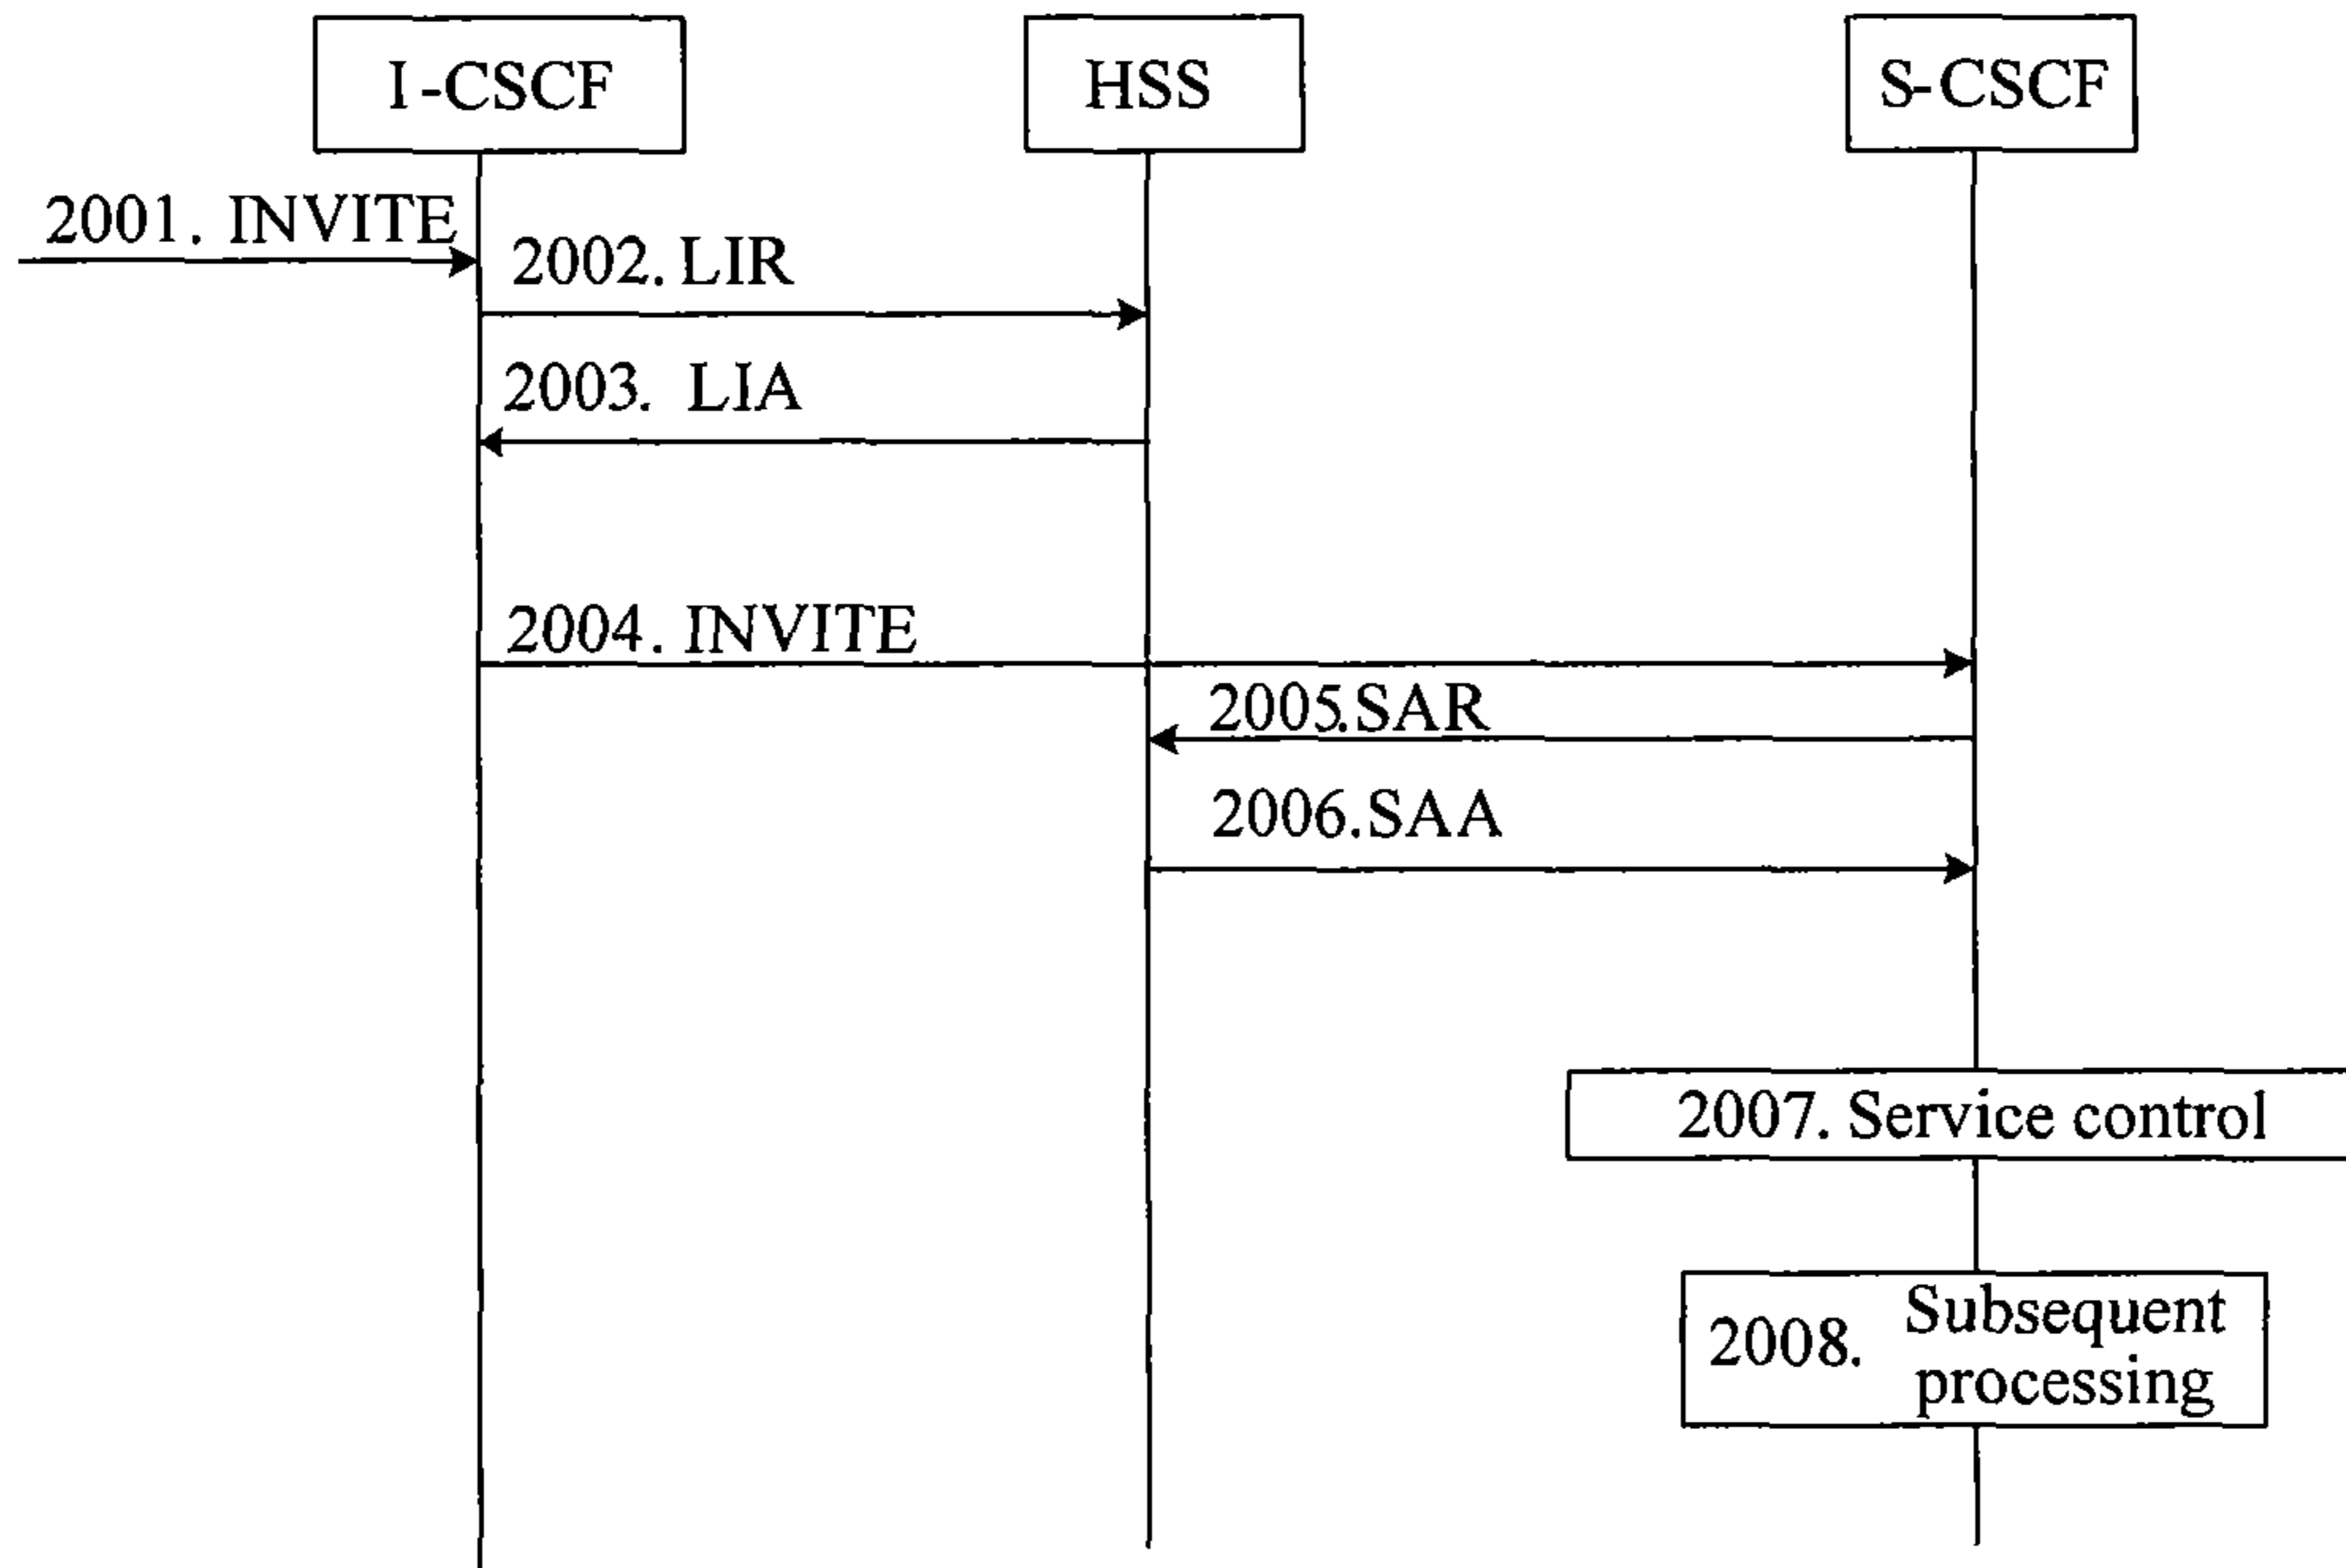 I-CSCF
HSS
S-CSCF
2001. INVITE
2002. LIR
2003. LIA
2004. INVITE
2005.SAR
2006.SAA
2007. Service control
2008. Subsequent
processing